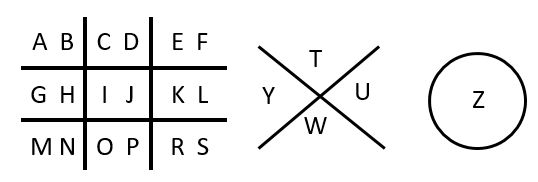 A B C D E F
G H I J K L
M N O P R S
T
Y U
W
Z